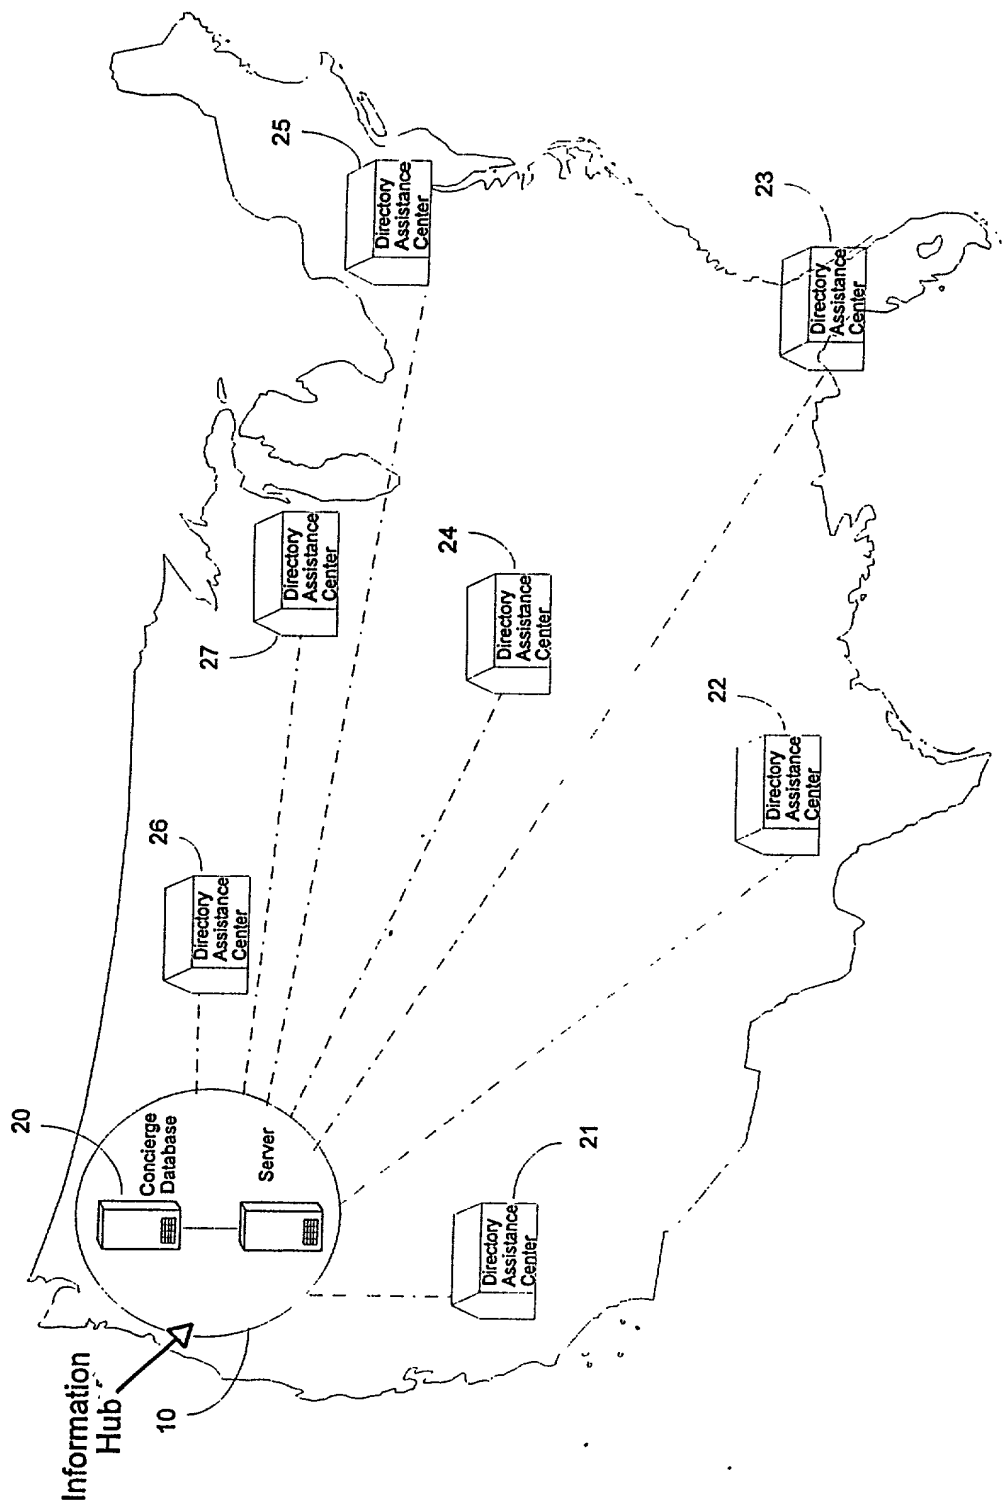 Information
Hub
10
20
Concierge
Database
Server
26
Directory
Assistance
Center
27
Directory
Assistance
Center
25
Directory
Assistance
Center
21
Directory
Assistance
Center
24
Directory
Assistance
Center
22
Directory
Assistance
Center
23
Directory
Assistance
Center